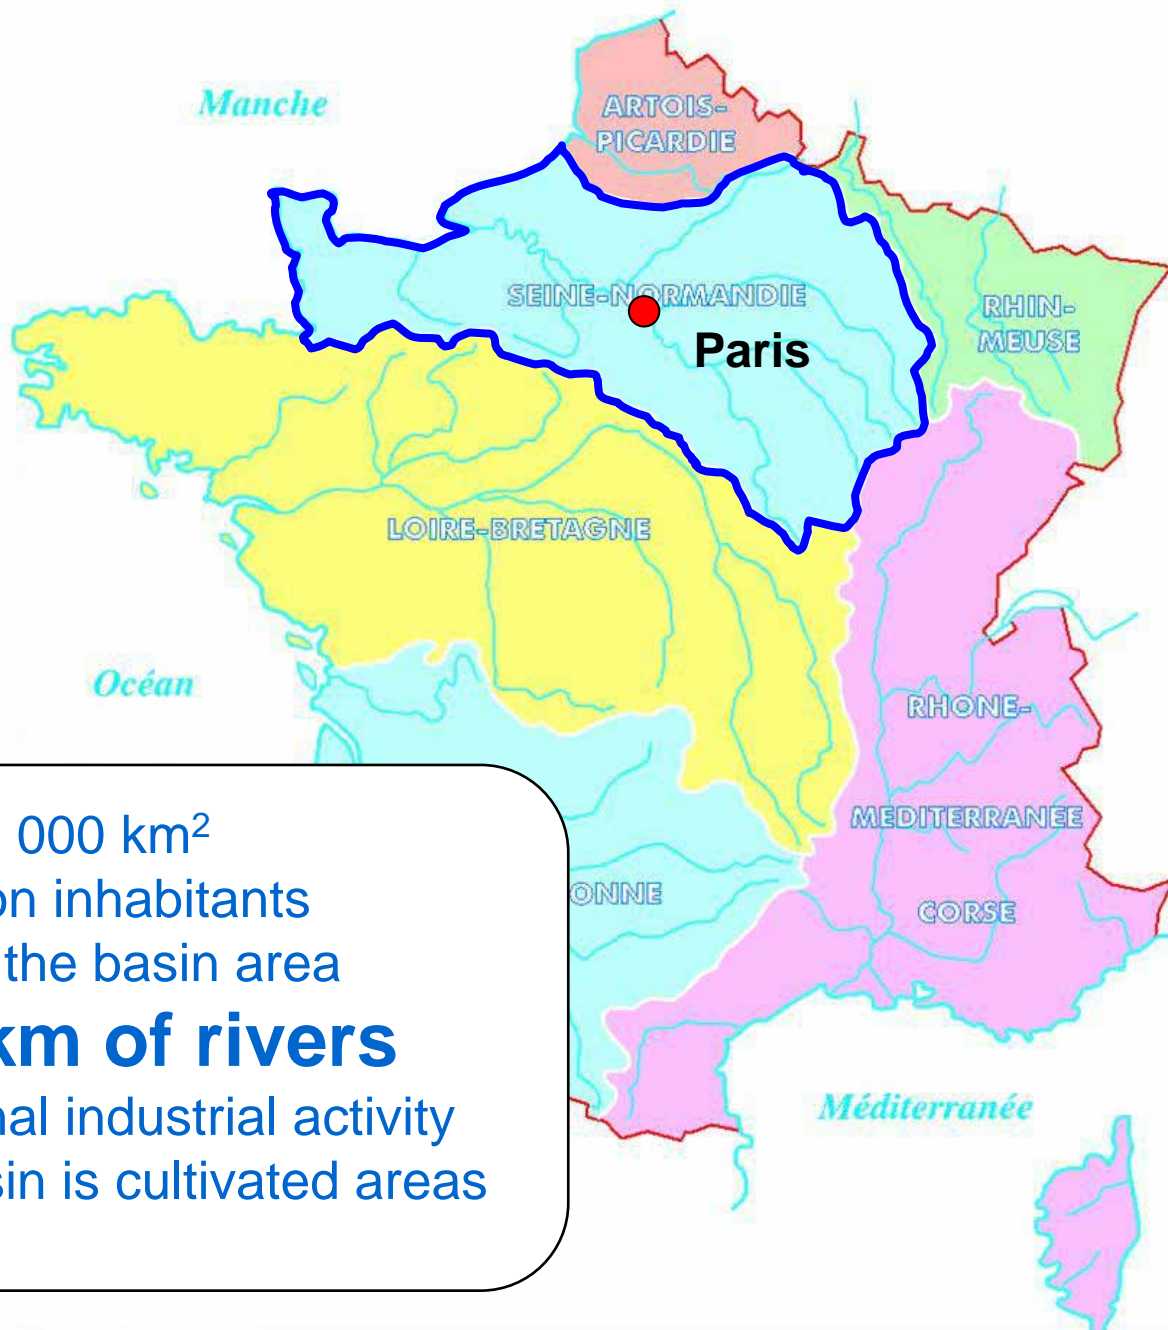 Manche
ARTOIS-
PICARDIE
SEINE-NORMANDIE
Paris
RHIN-
MEUSE
LOIRE-BRETAGNE
Océan
RHONE-
MEDITERRANÉE
CORSE
ONNE
000 km²
on inhabitants
the basin area
km of rivers
nal industrial activity
sin is cultivated areas
Méditerranée